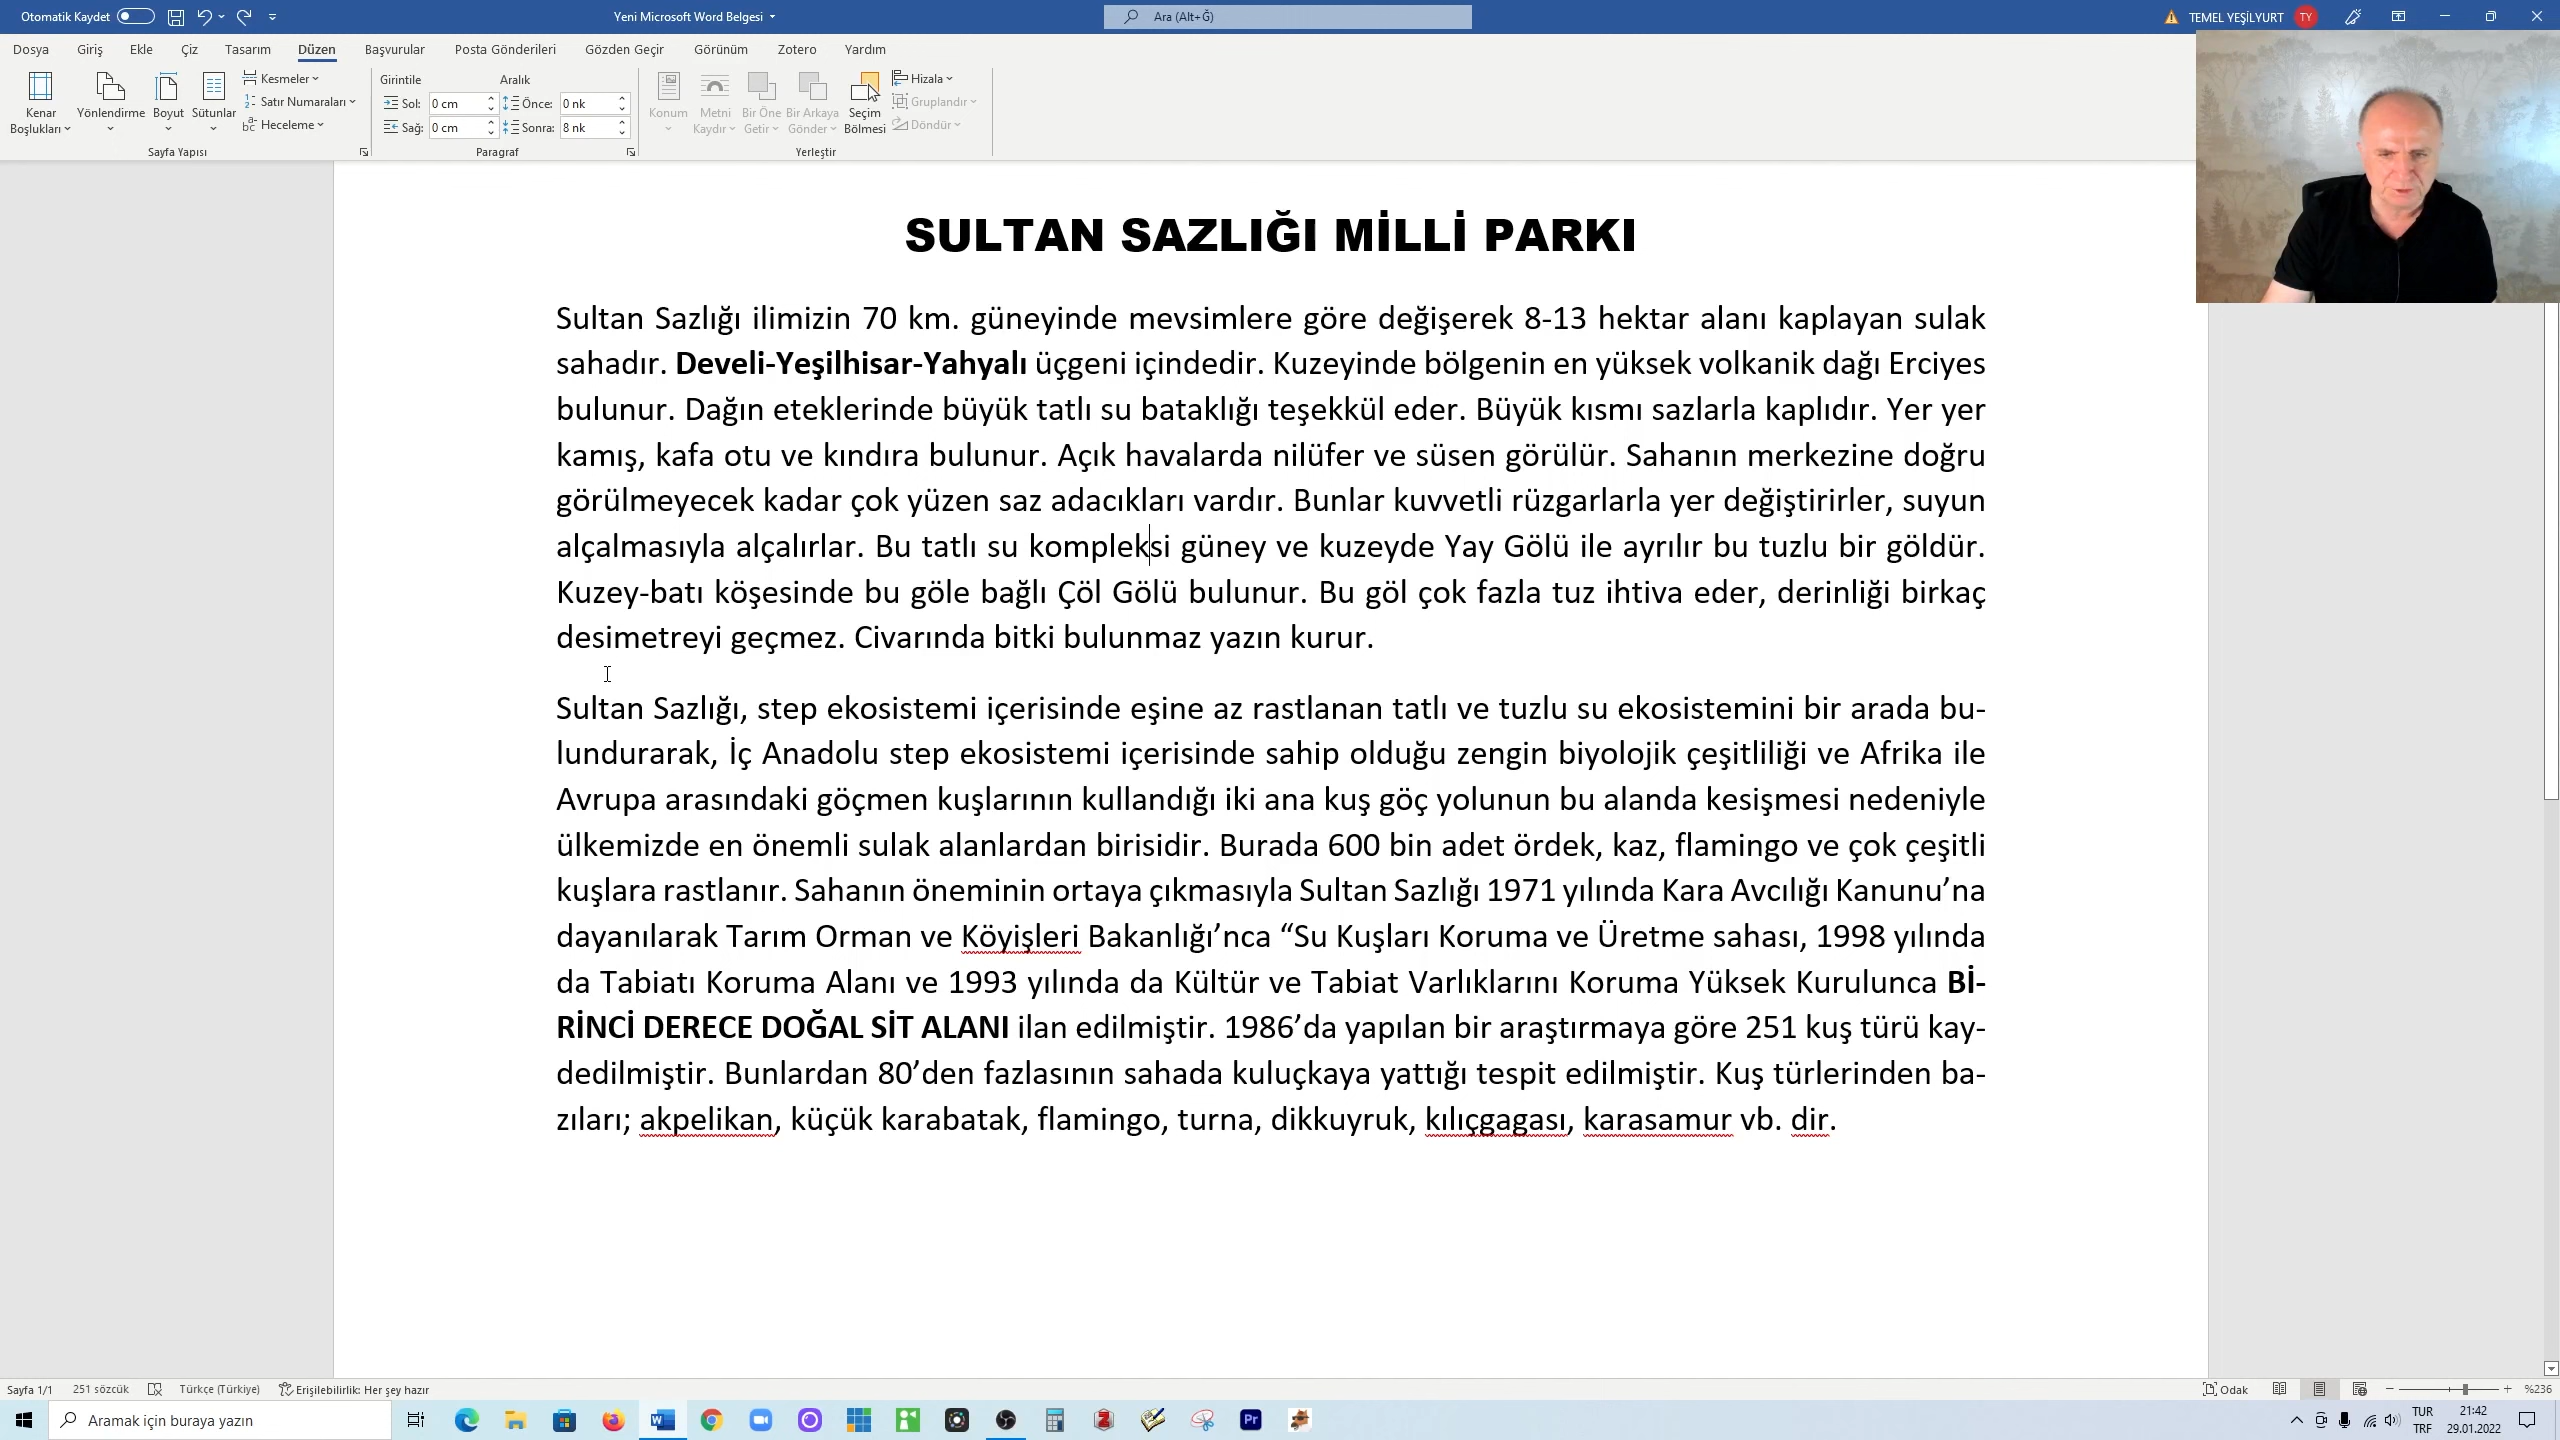 Otomatik Kaydet
Yeni Microsoft Word Belgesi
Ara (Alt+Ğ)
TEMEL YEŞİLYURT TY
Dosya Giriş Ekle Çiz Tasarım Düzen Başvurular Posta Gönderileri Gözden Geçir Görünüm Zotero Yardım
Kenar Boşlukları
Yönlendirme
Boyut
Sütunlar
Kesmeler
Satır Numaraları
Heceleme
Sayfa Yapısı
Girintile Aralık
Sol: 0 cm Önce: 0 nk
Sağ: 0 cm Sonra: 8 nk
Paragraf
Konum
Metni Kaydır
Bir Öne Getir
Bir Arkaya Gönder
Seçim Bölmesi
Hizala
Gruplandır
Döndür
Yerleştir
SULTAN SAZLIĞI MİLLİ PARKI
Sultan Sazlığı ilimizin 70 km. güneyinde mevsimlere göre değişerek 8-13 hektar alanı kaplayan sulak
sahadır. Develi-Yeşilhisar-Yahyalı üçgeni içindedir. Kuzeyinde bölgenin en yüksek volkanik dağı Erciyes
bulunur. Dağın eteklerinde büyük tatlı su bataklığı teşekkül eder. Büyük kısmı sazlarla kaplıdır. Yer yer
kamış, kafa otu ve kındıra bulunur. Açık havalarda nilüfer ve süsen görülür. Sahanın merkezine doğru
görülmeyecek kadar çok yüzen saz adacıkları vardır. Bunlar kuvvetli rüzgarlarla yer değiştirirler, suyun
alçalmasıyla alçalırlar. Bu tatlı su kompleksi güney ve kuzeyde Yay Gölü ile ayrılır bu tuzlu bir göldür.
Kuzey-batı köşesinde bu göle bağlı Çöl Gölü bulunur. Bu göl çok fazla tuz ihtiva eder, derinliği birkaç
desimetreyi geçmez. Civarında bitki bulunmaz yazın kurur.
Sultan Sazlığı, step ekosistemi içerisinde eşine az rastlanan tatlı ve tuzlu su ekosistemini bir arada bu-
lundurarak, İç Anadolu step ekosistemi içerisinde sahip olduğu zengin biyolojik çeşitliliği ve Afrika ile
Avrupa arasındaki göçmen kuşlarının kullandığı iki ana kuş göç yolunun bu alanda kesişmesi nedeniyle
ülkemizde en önemli sulak alanlardan birisidir. Burada 600 bin adet ördek, kaz, flamingo ve çok çeşitli
kuşlara rastlanır. Sahanın öneminin ortaya çıkmasıyla Sultan Sazlığı 1971 yılında Kara Avcılığı Kanunu’na
dayanılarak Tarım Orman ve Köyişleri Bakanlığı’nca “Su Kuşları Koruma ve Üretme sahası, 1998 yılında
da Tabiatı Koruma Alanı ve 1993 yılında da Kültür ve Tabiat Varlıklarını Koruma Yüksek Kurulunca Bİ-
RİNCİ DERECE DOĞAL SİT ALANI ilan edilmiştir. 1986’da yapılan bir araştırmaya göre 251 kuş türü kay-
dedilmiştir. Bunlardan 80’den fazlasının sahada kuluçkaya yattığı tespit edilmiştir. Kuş türlerinden ba-
zıları; akpelikan, küçük karabatak, flamingo, turna, dikkuyruk, kılıçgagası, karasamur vb. dir.
Sayfa 1/1 251 sözcük Türkçe (Türkiye) Erişilebilirlik: Her şey hazır Odak %236
Aramak için buraya yazın
Pr
TUR 21:42
TRF 29.01.2022